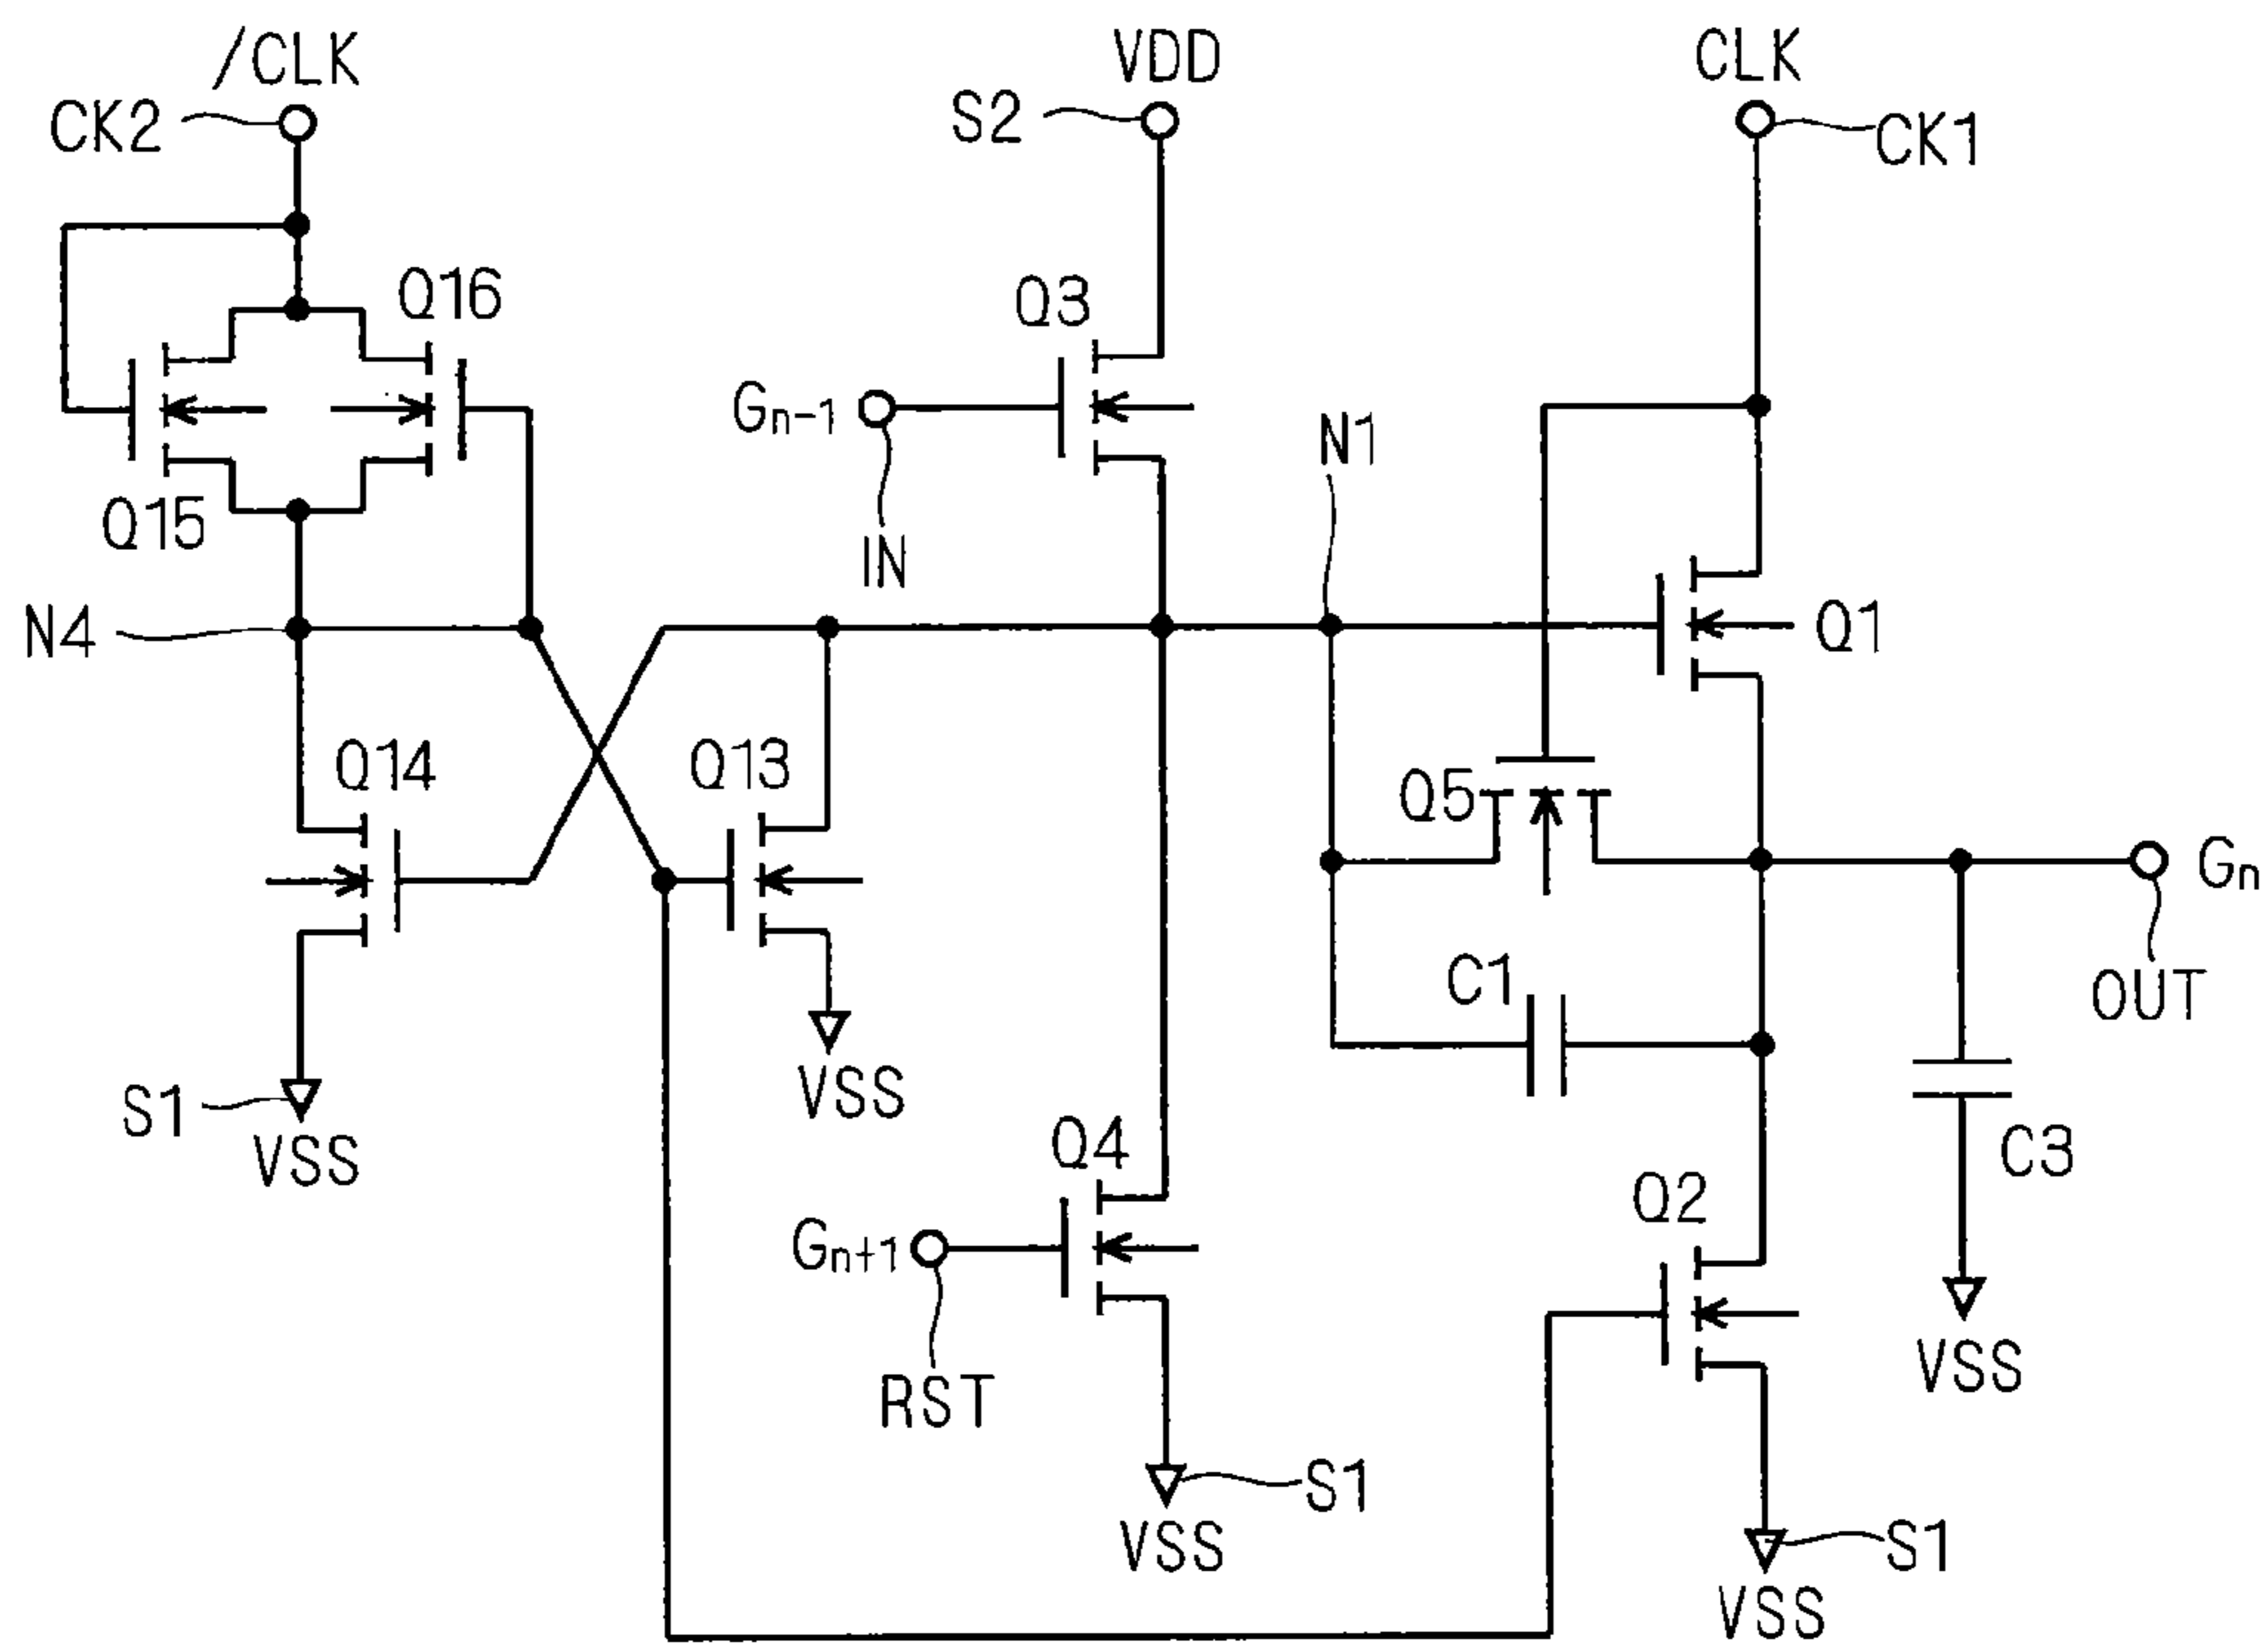 /CLK
VDD
CLK
CK2
S2
CK1
Q16
Q3
Gn-1
N1
Q15
IN
N4
Q1
Q14
Q13
Q5
Gn
C1
OUT
S1
VSS
VSS
Q4
C3
Q2
Gn+1
RST
VSS
S1
VSS
S1
VSS